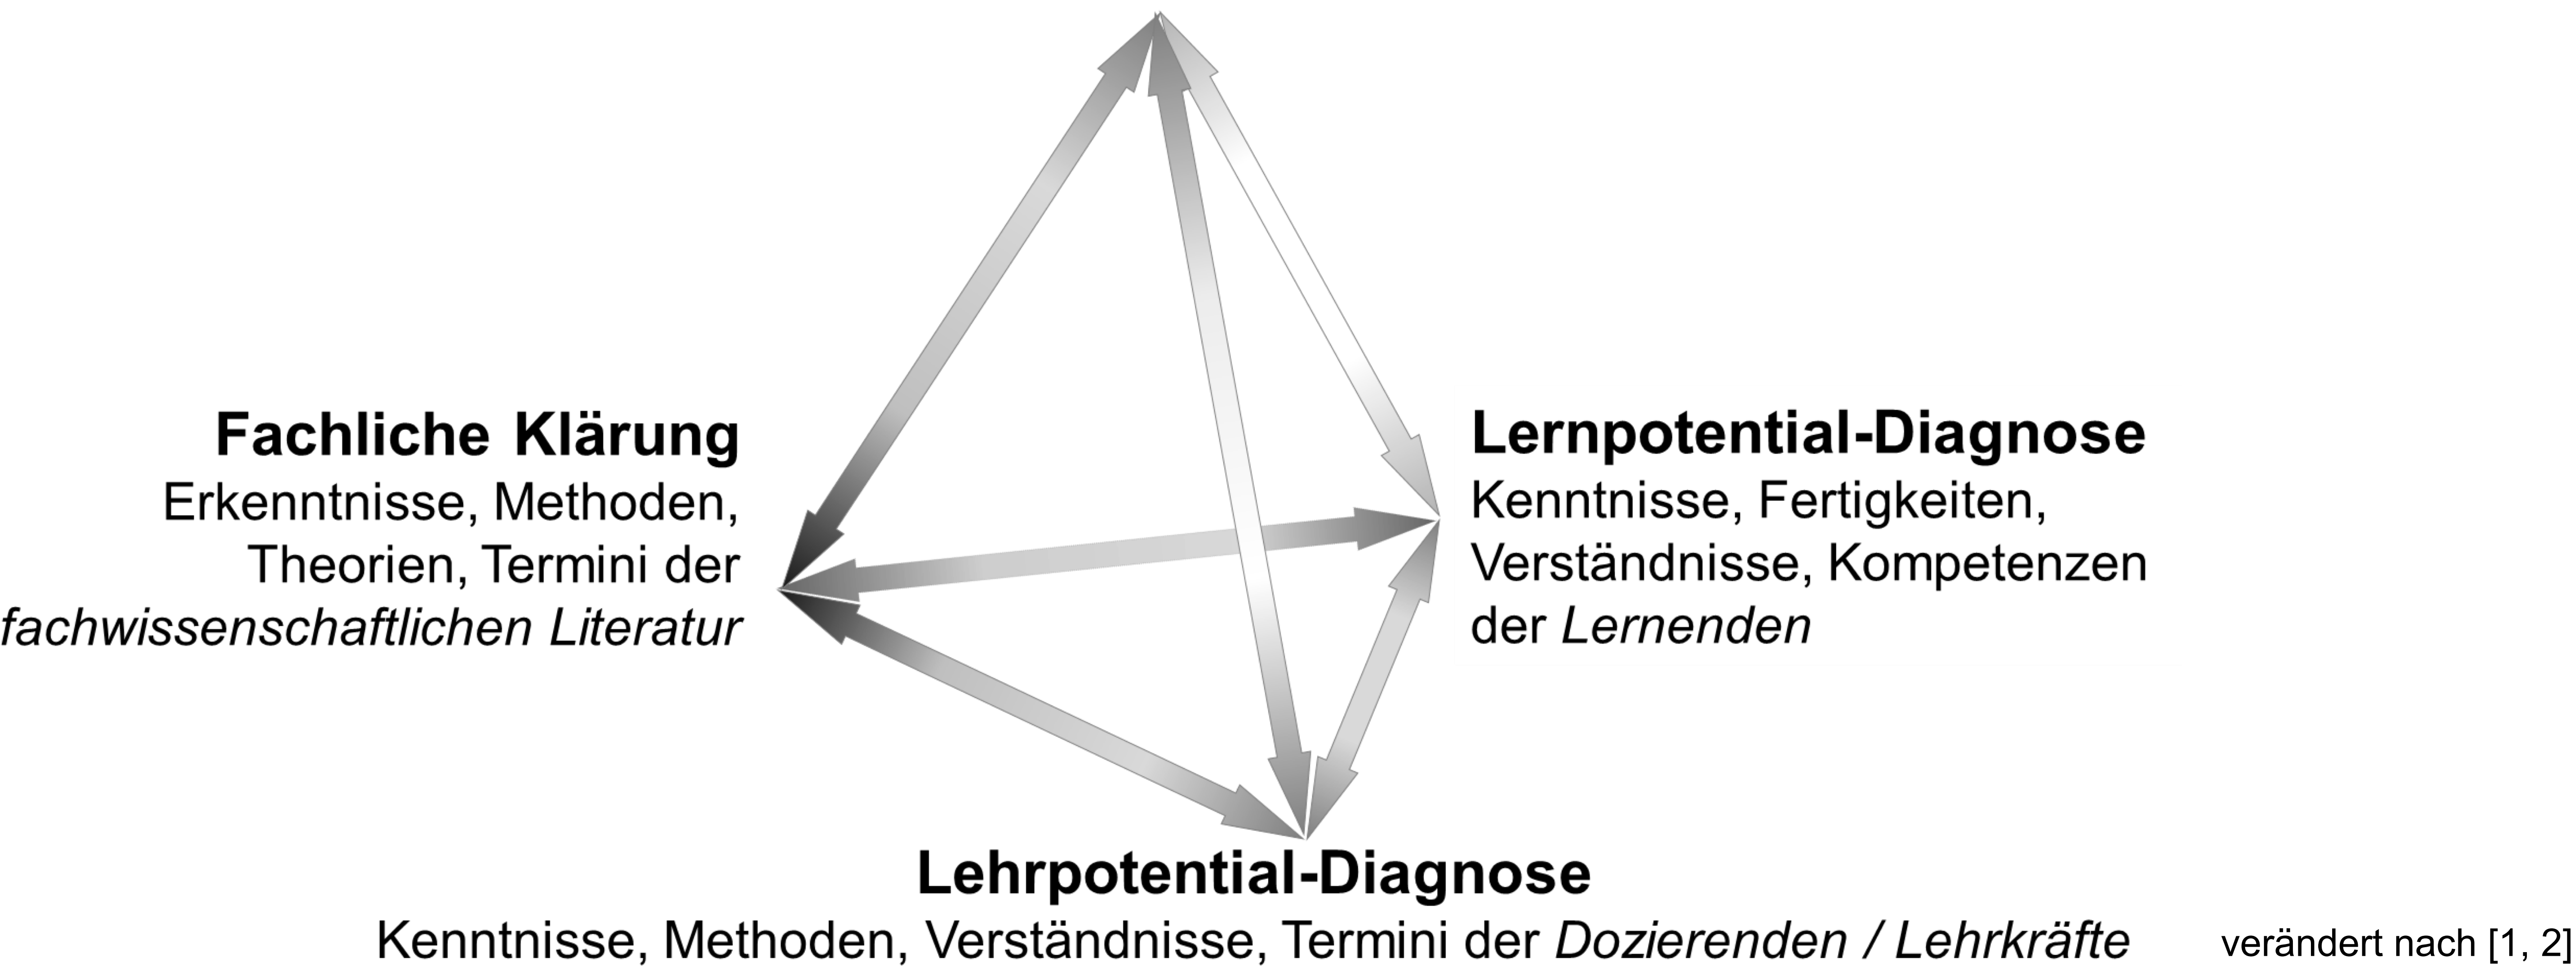 Fachliche Klärung
Erkenntnisse, Methoden,
Theorien, Termini der
fachwissenschaftlichen Literatur
Lernpotential-Diagnose
Kenntnisse, Fertigkeiten,
Verständnisse, Kompetenzen
der Lernenden
Lehrpotential-Diagnose
Kenntnisse, Methoden, Verständnisse, Termini der Dozierenden / Lehrkräfte
verändert nach [1, 2]